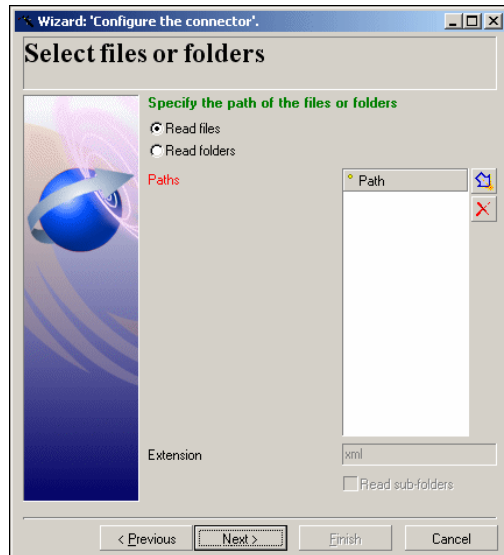 Wizard: 'Configure the connector'.
Select files or folders
Specify the path of the files or folders
Read files
Read folders
Paths
Path
Extension
xml
Read sub-folders
< Previous
Next >
Finish
Cancel